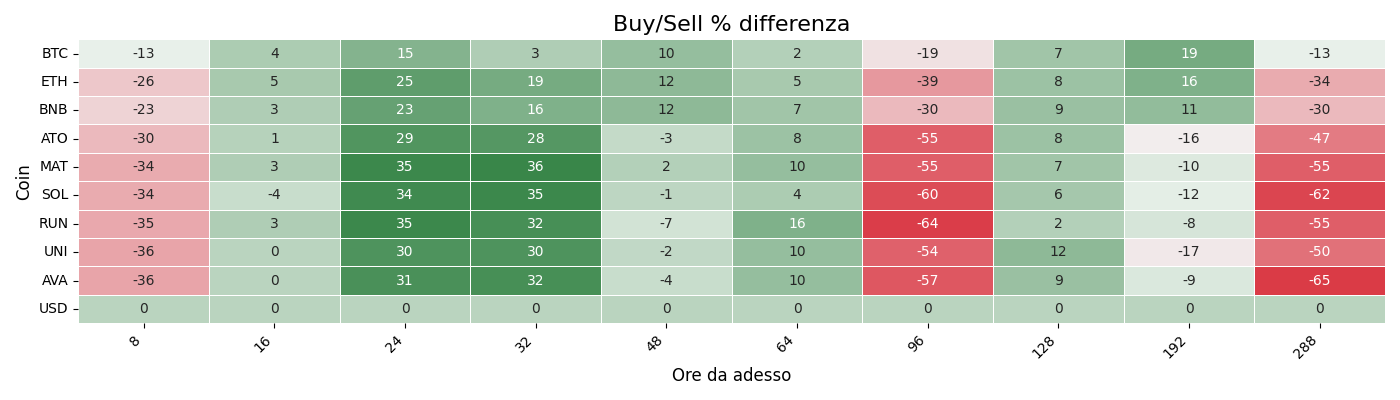 Buy/Sell % differenza
Coin
BTC -13 4 15 3 10 2 -19 7 19 -13
ETH -26 5 25 19 12 5 -39 8 16 -34
BNB -23 3 23 16 12 7 -30 9 11 -30
ATO -30 1 29 28 -3 8 -55 8 -16 -47
MAT -34 3 35 36 2 10 -55 7 -10 -55
SOL -34 -4 34 35 -1 4 -60 6 -12 -62
RUN -35 3 35 32 -7 16 -64 2 -8 -55
UNI -36 0 30 30 -2 10 -54 12 -17 -50
AVA -36 0 31 32 -4 10 -57 9 -9 -65
USD 0 0 0 0 0 0 0 0 0 0
8 16 24 32 48 64 96 128 192 288
Ore da adesso